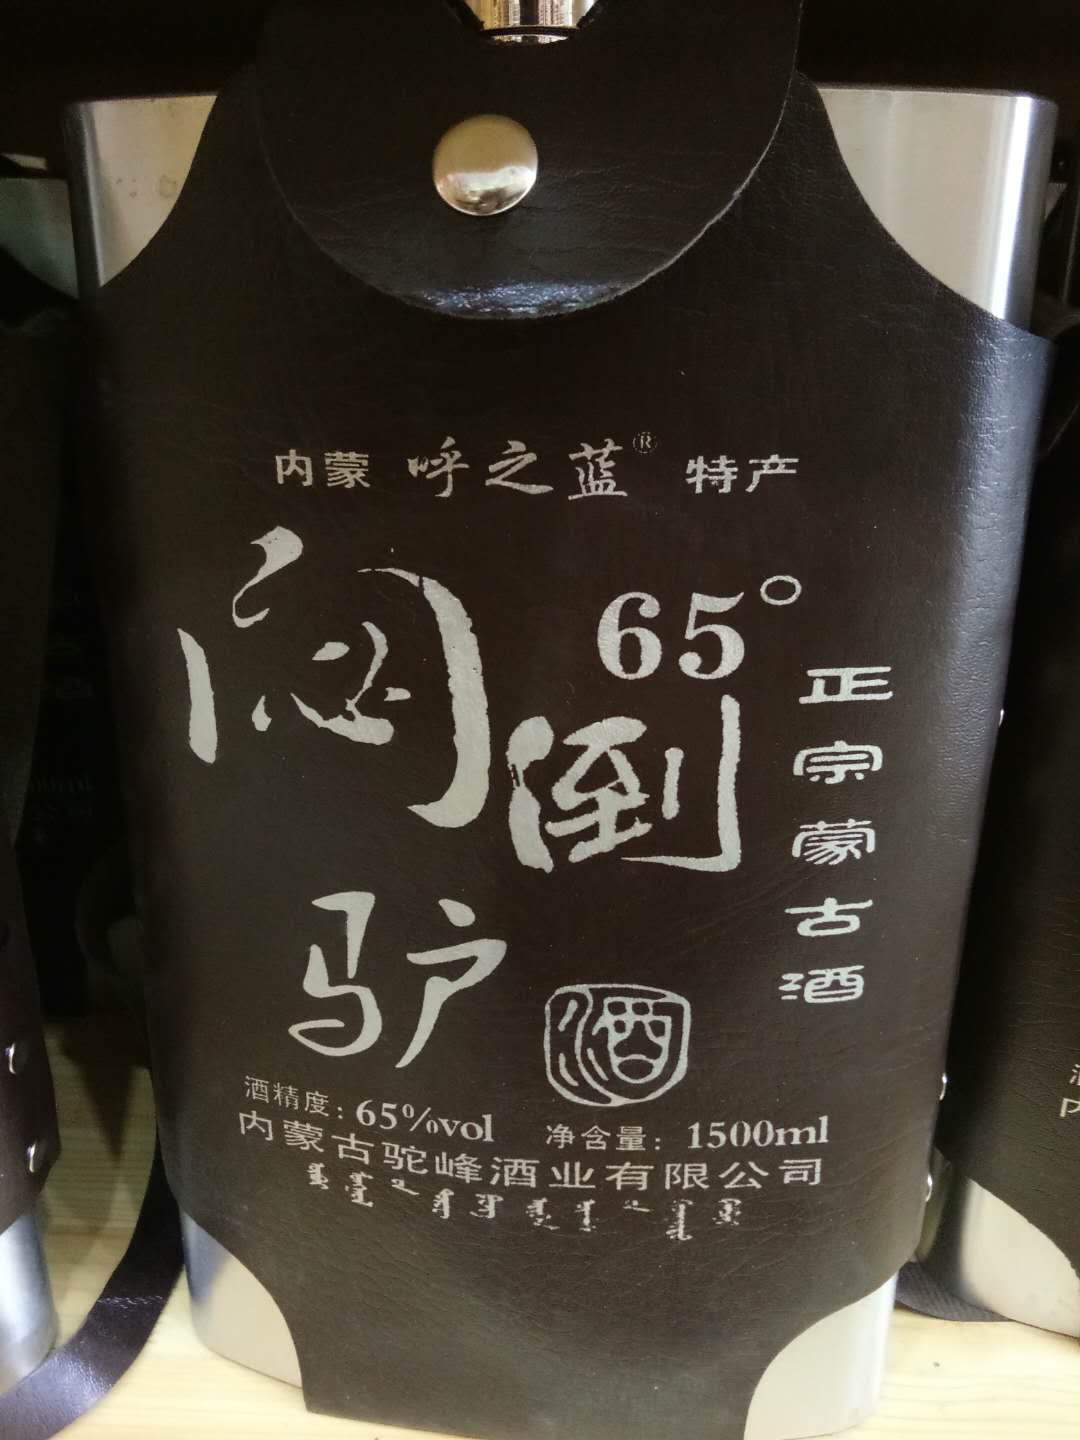 内蒙 呼之蓝® 特产
闷倒驴
65°
正宗蒙古酒
酒
酒精度：65%vol 净含量：1500ml
内蒙古驼峰酒业有限公司